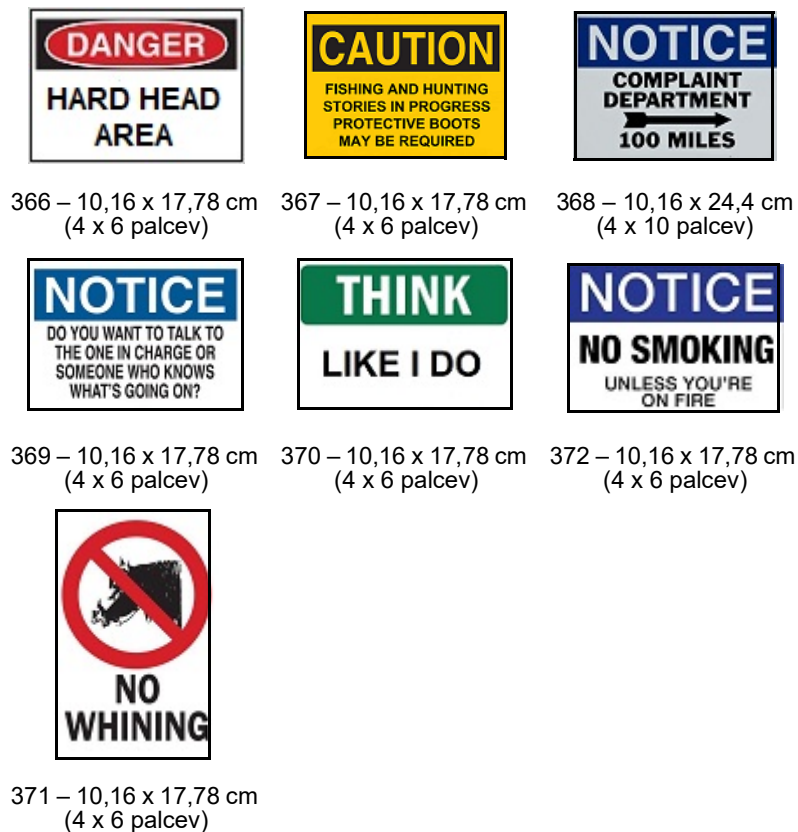 DANGER
HARD HEAD
AREA
366 – 10,16 x 17,78 cm
(4 x 6 palcev)
CAUTION
FISHING AND HUNTING
STORIES IN PROGRESS
PROTECTIVE BOOTS
MAY BE REQUIRED
367 – 10,16 x 17,78 cm
(4 x 6 palcev)
NOTICE
COMPLAINT
DEPARTMENT
100 MILES
368 – 10,16 x 24,4 cm
(4 x 10 palcev)
NOTICE
DO YOU WANT TO TALK TO
THE ONE IN CHARGE OR
SOMEONE WHO KNOWS
WHAT'S GOING ON?
369 – 10,16 x 17,78 cm
(4 x 6 palcev)
THINK
LIKE I DO
370 – 10,16 x 17,78 cm
(4 x 6 palcev)
NOTICE
NO SMOKING
UNLESS YOU'RE
ON FIRE
372 – 10,16 x 17,78 cm
(4 x 6 palcev)
NO
WHINING
371 – 10,16 x 17,78 cm
(4 x 6 palcev)